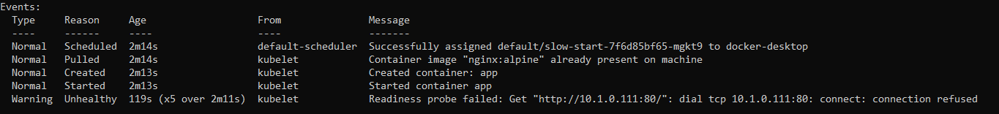 Events:
  Type     Reason     Age                   From               Message
  ----     ------     ----                  ----               -------
  Normal   Scheduled  2m14s                 default-scheduler  Successfully assigned default/slow-start-7f6d85bf65-mgkt9 to docker-desktop
  Normal   Pulled     2m14s                 kubelet            Container image "nginx:alpine" already present on machine
  Normal   Created    2m13s                 kubelet            Created container: app
  Normal   Started    2m13s                 kubelet            Started container app
  Warning  Unhealthy  119s (x5 over 2m11s)  kubelet            Readiness probe failed: Get "http://10.1.0.111:80/": dial tcp 10.1.0.111:80: connect: connection refused